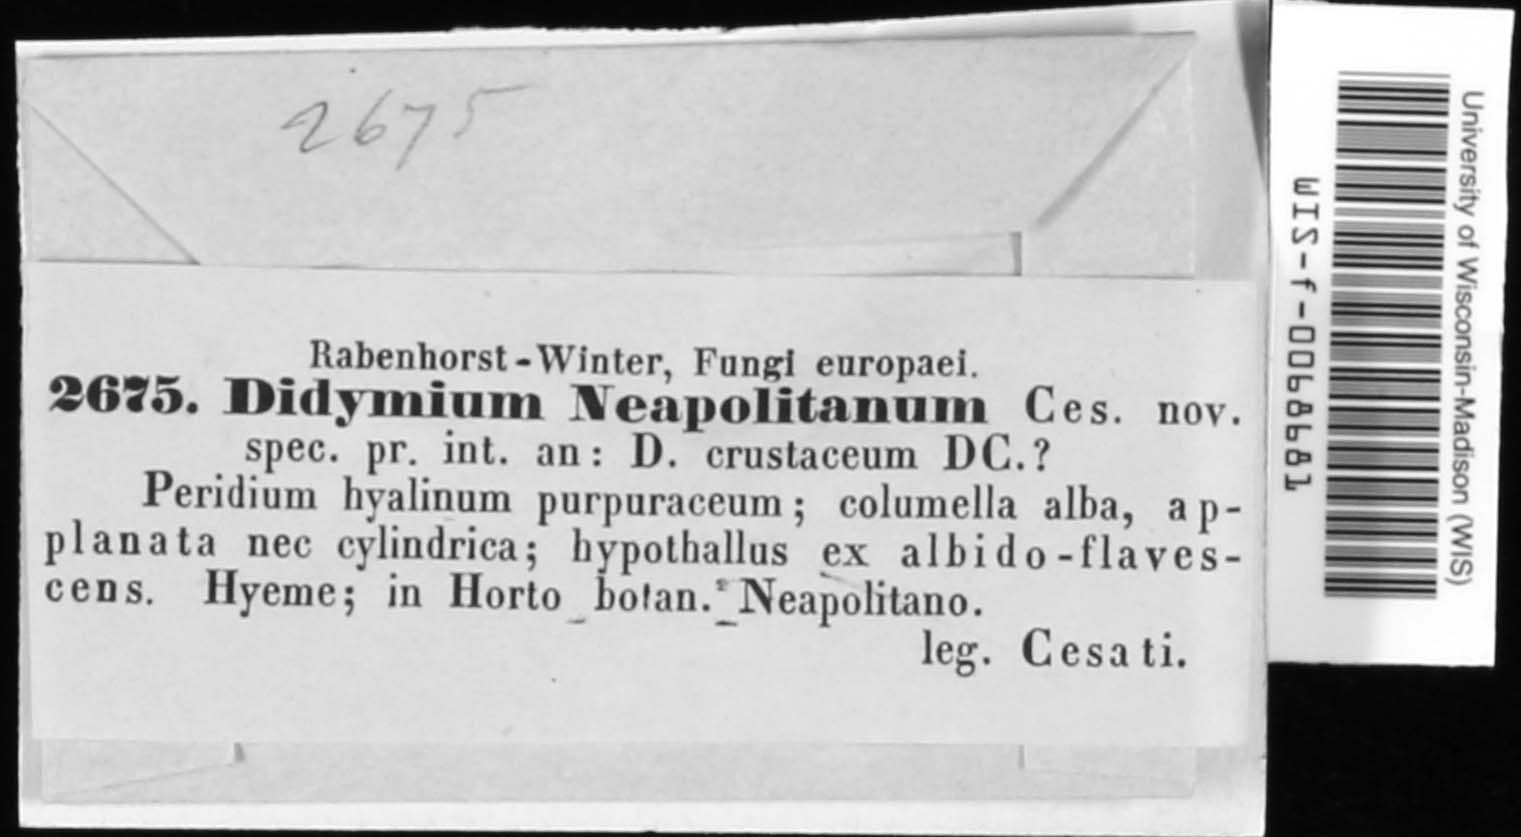 2675
Rabenhorst-Winter, Fungi europaei.
2675. Didymium Neapolitanum Ces. nov.
spec. pr. int. an: D. crustaceum DC.?
Peridium hyalinum purpuraceum; columella alba, ap-
planata nec cylindrica; hypothallus ex albido-flaves-
cens. Hyeme; in Horto botan. Neapolitano.
leg. Cesati.
University of Wisconsin-Madison (WIS)
WIS-f-0068681